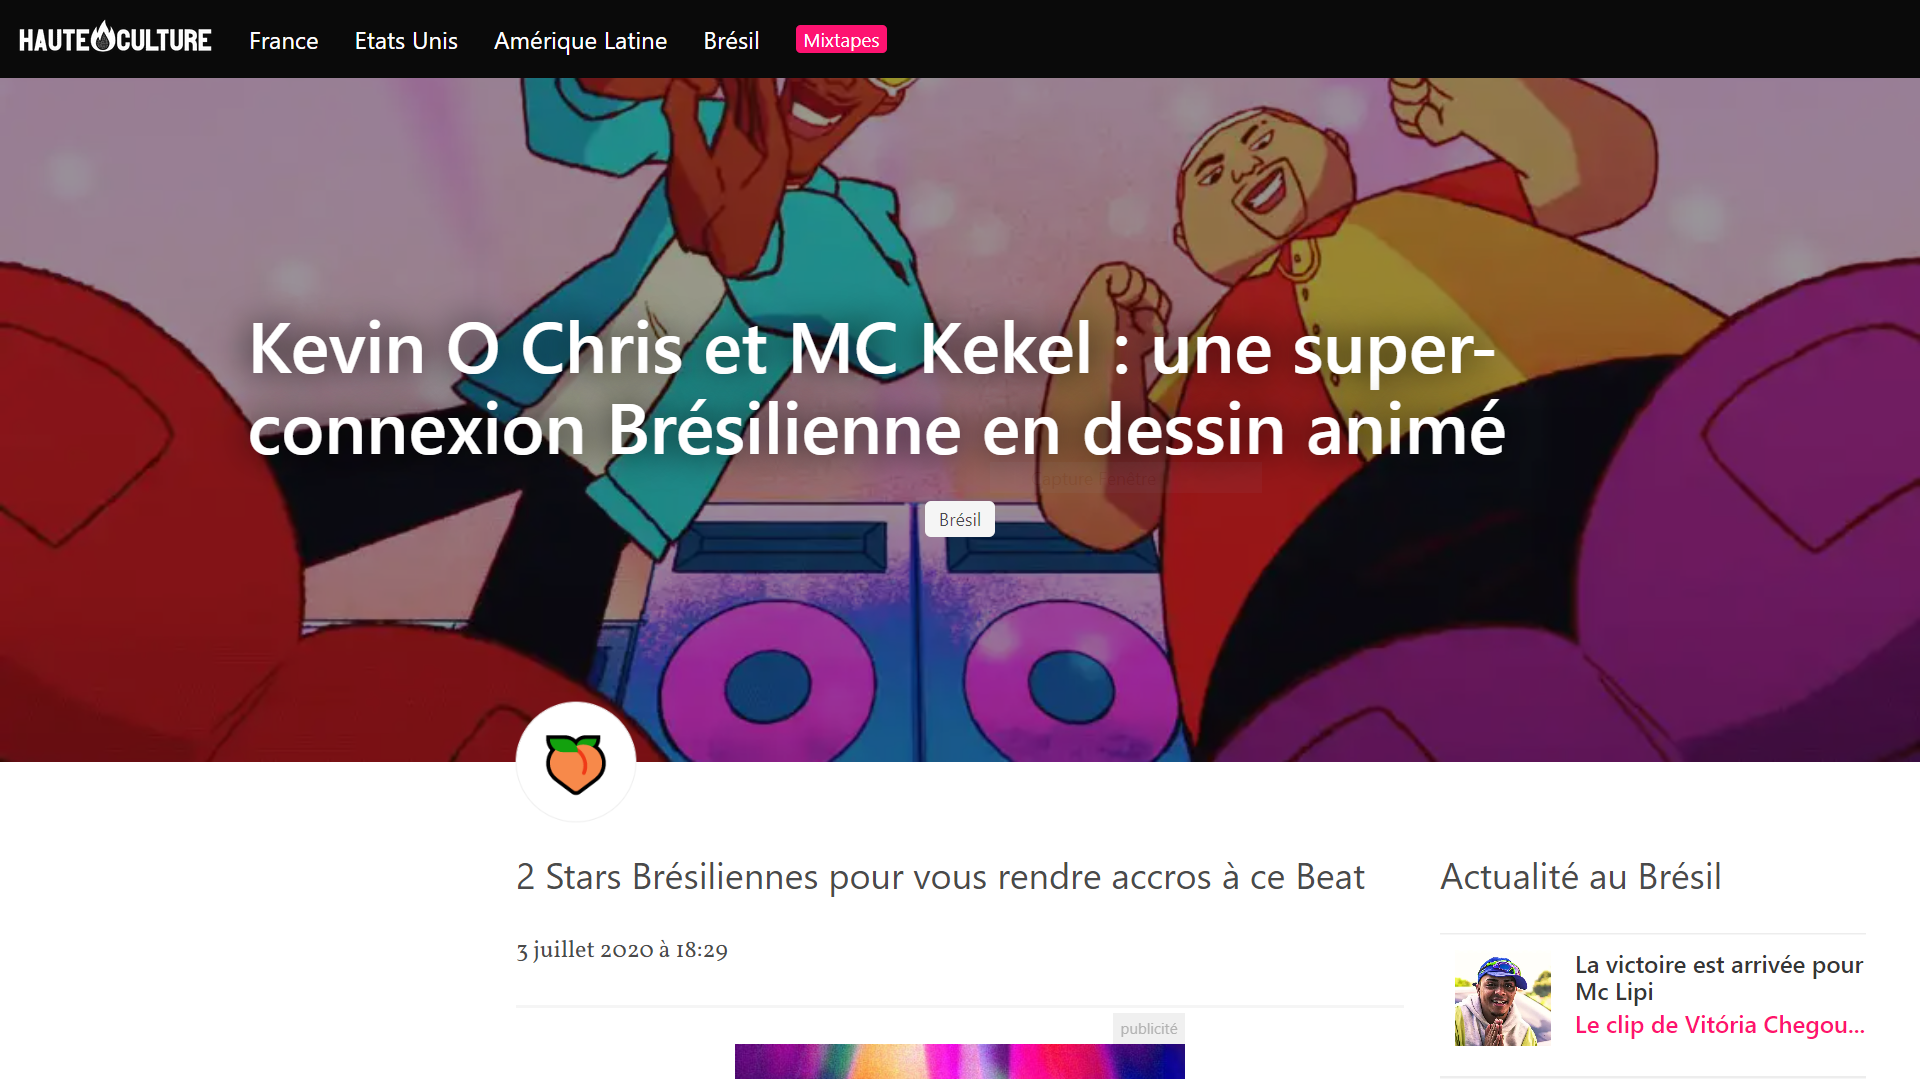 HAUTE CULTURE
France
Etats Unis
Amérique Latine
Brésil
Mixtapes
Kevin O Chris et MC Kekel : une super-
connexion Brésilienne en dessin animé
Capture Fenêtre
Brésil
2 Stars Brésiliennes pour vous rendre accros à ce Beat
3 juillet 2020 à 18:29
publicité
Actualité au Brésil
La victoire est arrivée pour
Mc Lipi
Le clip de Vitória Chegou...